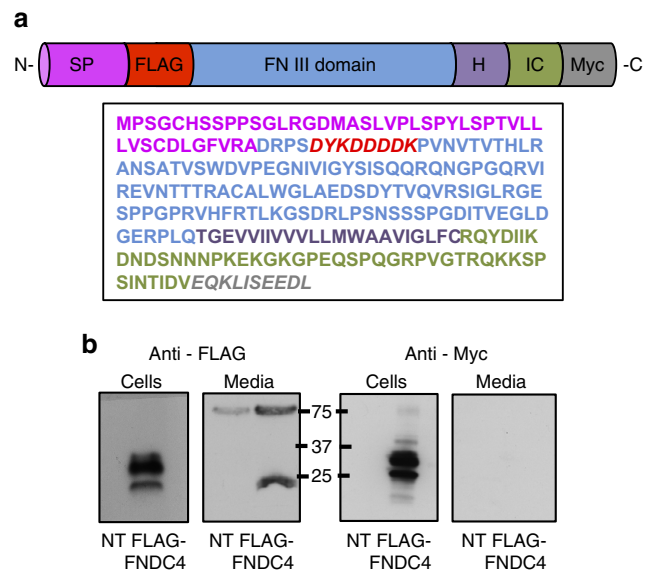 a
N- SP FLAG FN III domain H IC Myc -C
MPSGCHSSPPSGLRGDMASLVPLSPYLSPTVLL
LVSCDLGFVRADRPSDYKDDDDKPVNVTVTHLR
ANSATVSWDVPEGNIVIGYSISQQRQNGPGQRVI
REVNTTTRACALWGLAEDSDYTVQVRSIGLRGE
SPPGPRVHFRTLKGSDRLPSNSSSPGDITVEGLD
GERPLQTGEVVIIVVVLLMWAAVIGLFCRQYDIIK
DNDSNNNPKEKGKGPEQSPQGRPVGTRQKKSP
SINTIDVEQKLISEEDL
b
Anti - FLAG Anti - Myc
Cells Media Cells Media
75
37
25
NT FLAG- NT FLAG- NT FLAG- NT FLAG-
FNDC4 FNDC4 FNDC4 FNDC4